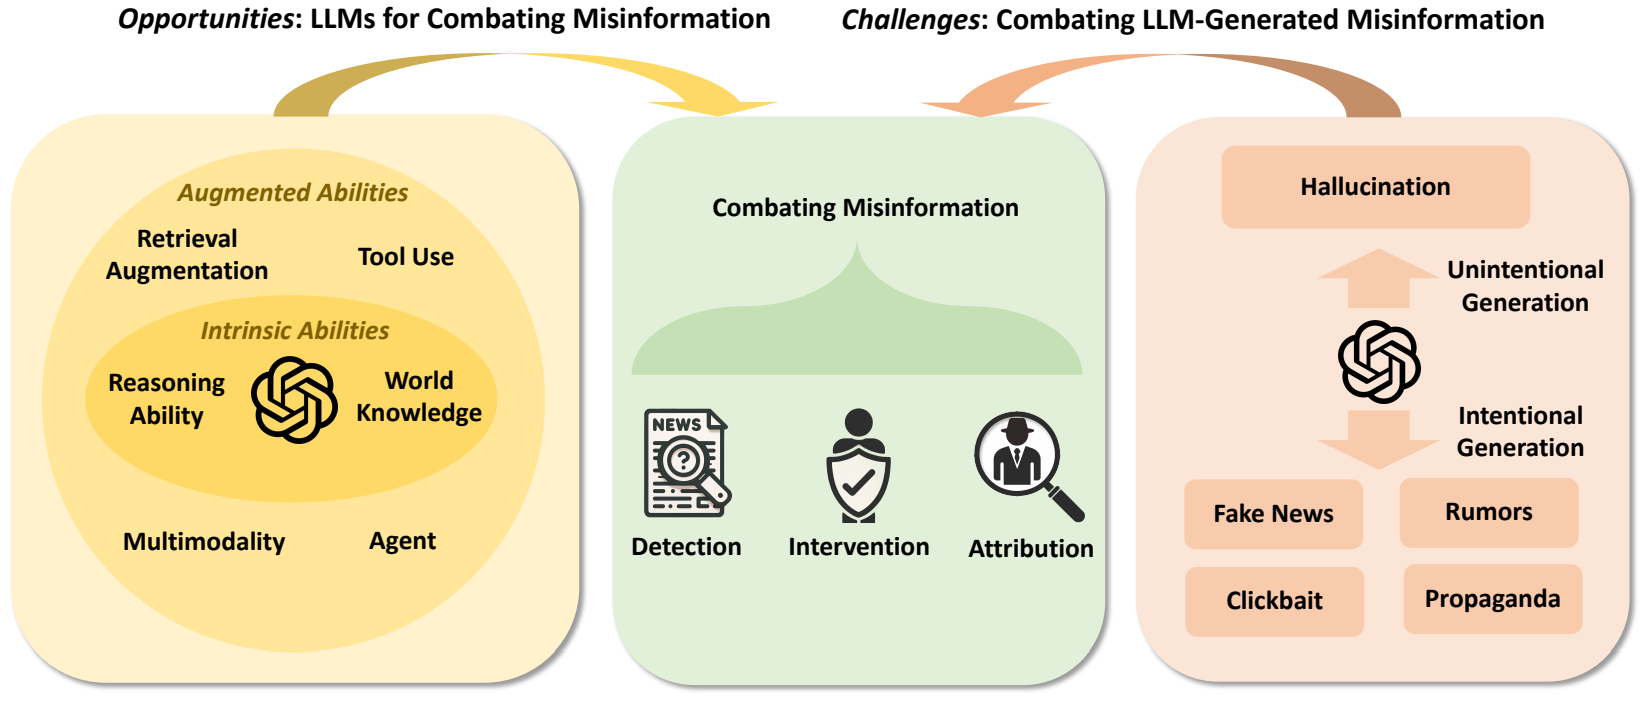 Opportunities: LLMs for Combating Misinformation
Challenges: Combating LLM-Generated Misinformation
Augmented Abilities
Retrieval
Augmentation
Tool Use
Intrinsic Abilities
Reasoning
Ability
World
Knowledge
Multimodality
Agent
Combating Misinformation
NEWS
?
Detection
Intervention
Attribution
Hallucination
Unintentional
Generation
Intentional
Generation
Fake News
Rumors
Clickbait
Propaganda